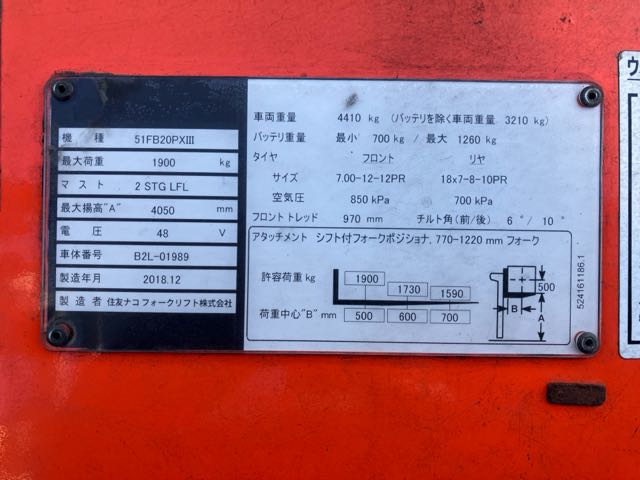 機種 51FB20PXIII
最大荷重 1900 kg
マスト 2 STG LFL
最大揚高"A" 4050 mm
電圧 48 V
車体番号 B2L-01989
製造年月 2018.12
製造者 住友ナコ フォークリフト株式会社
車両重量 4410 kg (バッテリを除く車両重量 3210 kg)
バッテリ重量 最小 700 kg / 最大 1260 kg
タイヤ フロント リヤ
サイズ 7.00-12-12PR 18x7-8-10PR
空気圧 850 kPa 700 kPa
フロント トレッド 970 mm チルト角(前/後) 6°/ 10°
アタッチメント シフト付フォークポジショナ, 770-1220 mm フォーク
許容荷重 kg 1900 1730 1590
荷重中心"B" mm 500 600 700
500
B
A
524161186.1
ウ